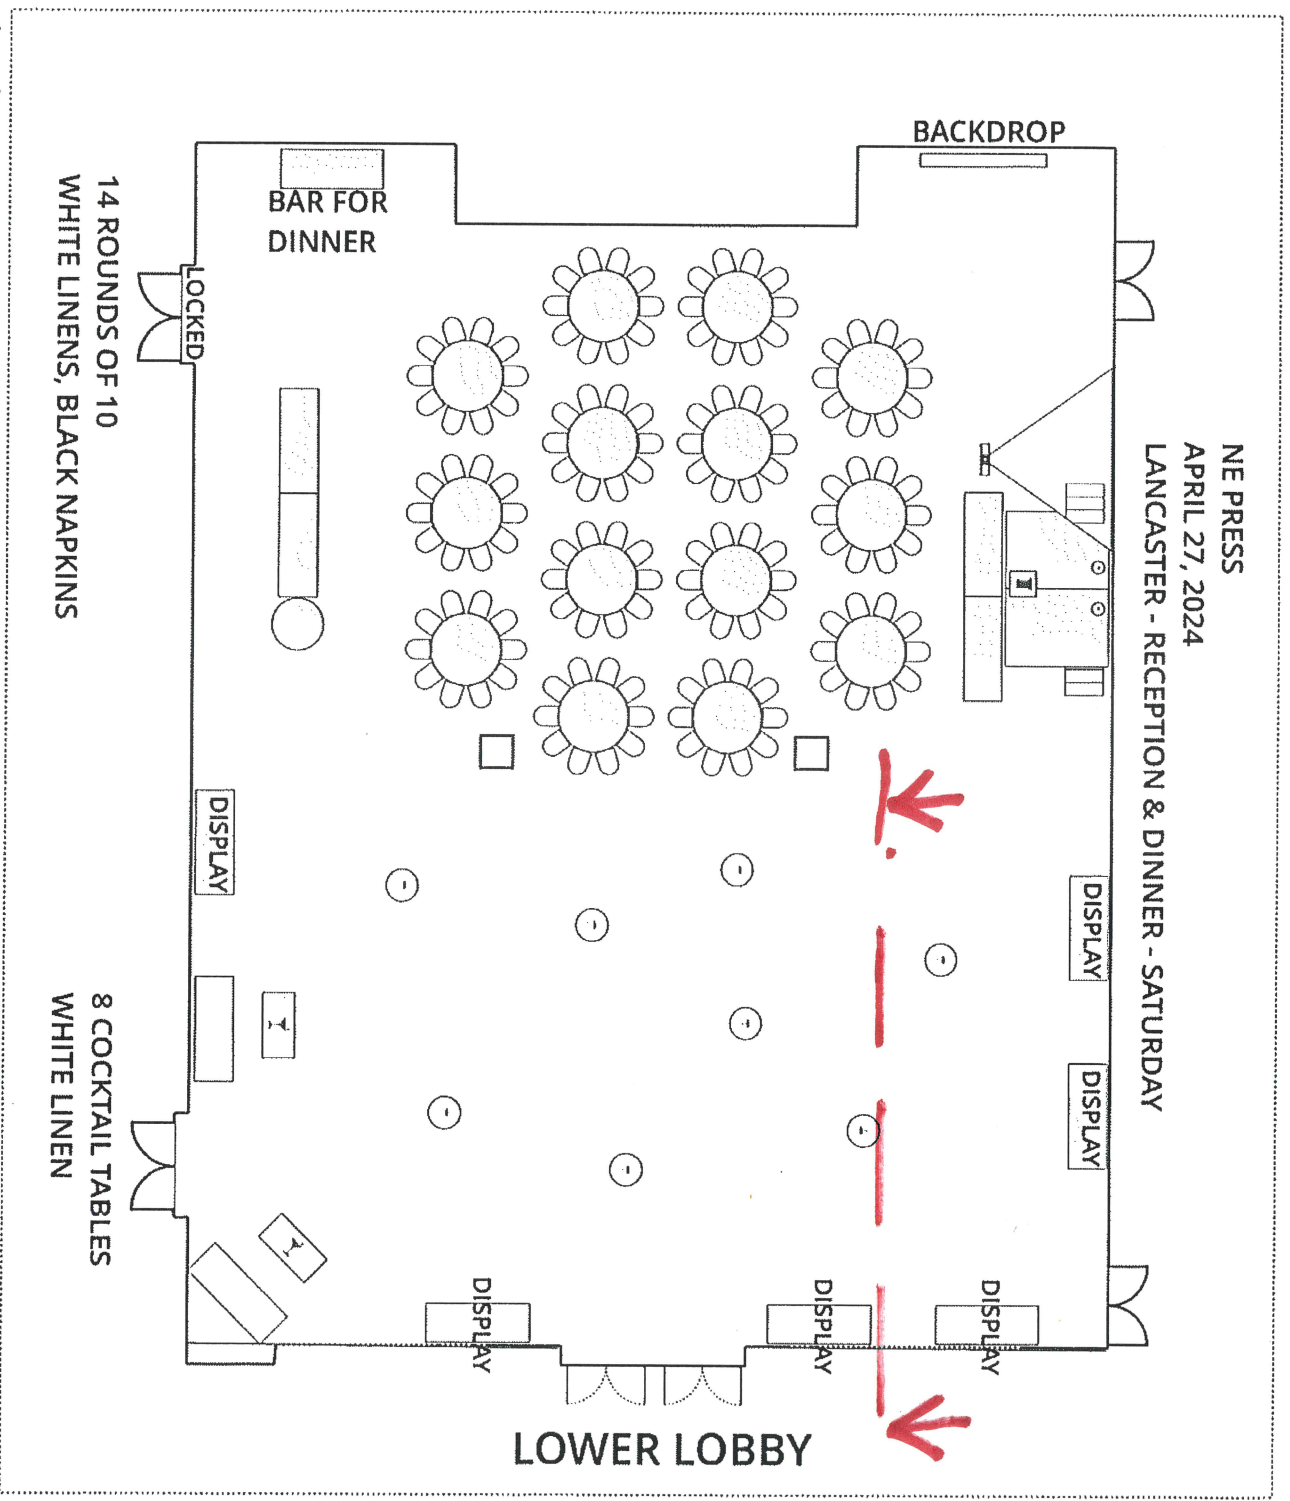 BACKDROP
BAR FOR
DINNER
LOCKED
14 ROUNDS OF 10
WHITE LINENS, BLACK NAPKINS
NE PRESS
APRIL 27, 2024
LANCASTER - RECEPTION & DINNER - SATURDAY
DISPLAY
DISPLAY
DISPLAY
8 COCKTAIL TABLES
WHITE LINEN
DISPLAY
DISPLAY
DISPLAY
LOWER LOBBY